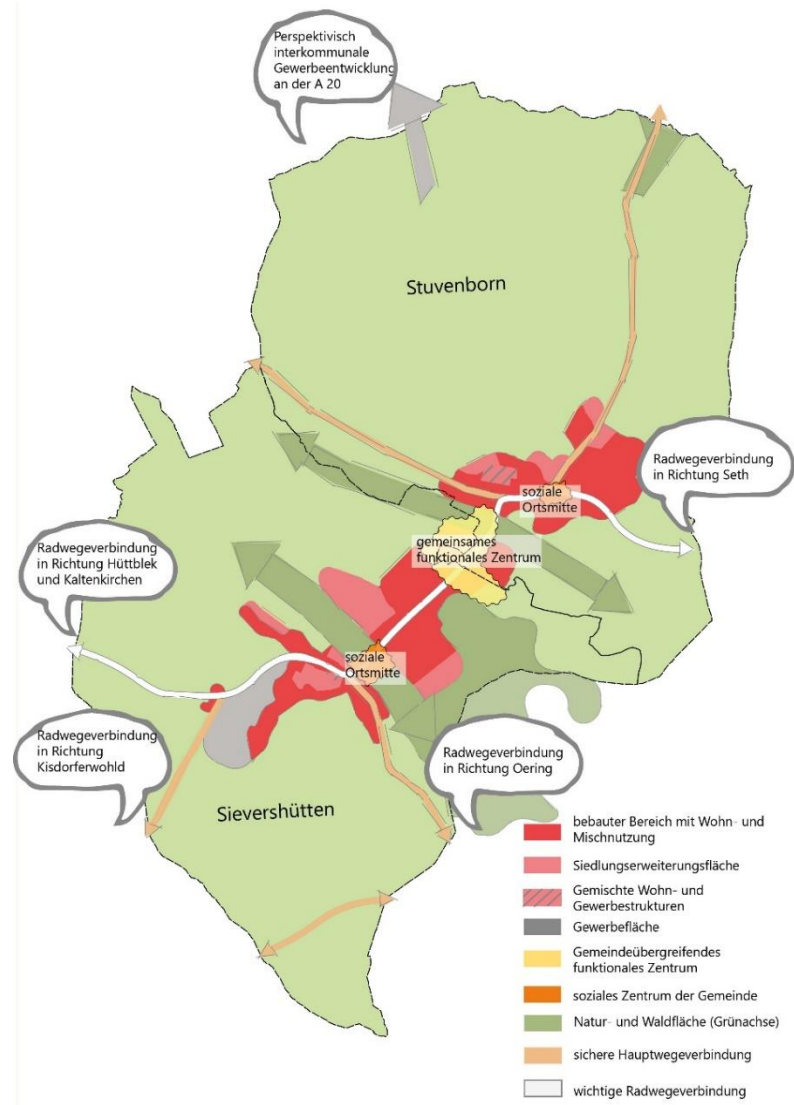 Perspektivisch
interkommunale
Gewerbeentwicklung
an der A 20
Stuvenborn
Radwegeverbindung
in Richtung Seth
soziale
Ortsmitte
gemeinsames
funktionales Zentrum
Radwegeverbindung
in Richtung Hüttblek
und Kaltenkirchen
soziale
Ortsmitte
Radwegeverbindung
in Richtung
Kisdorferwohld
Radwegeverbindung
in Richtung Oering
Sievershütten
bebauter Bereich mit Wohn- und
Mischnutzung
Siedlungserweiterungsfläche
Gemischte Wohn- und
Gewerbestrukturen
Gewerbefläche
Gemeindeübergreifendes
funktionales Zentrum
soziales Zentrum der Gemeinde
Natur- und Waldfläche (Grünachse)
sichere Hauptwegeverbindung
wichtige Radwegeverbindung